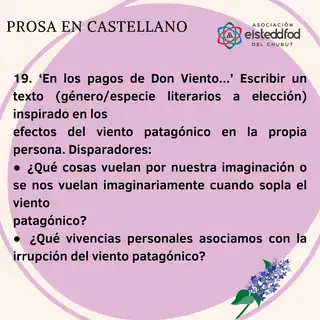 PROSA EN CASTELLANO
ASOCIACIÓN
eisteddfod
DEL CHUBUT
19. ‘En los pagos de Don Viento...’ Escribir un
texto (género/especie literarios a elección)
inspirado en los
efectos del viento patagónico en la propia
persona. Disparadores:
● ¿Qué cosas vuelan por nuestra imaginación o
se nos vuelan imaginariamente cuando sopla el
viento
patagónico?
● ¿Qué vivencias personales asociamos con la
irrupción del viento patagónico?